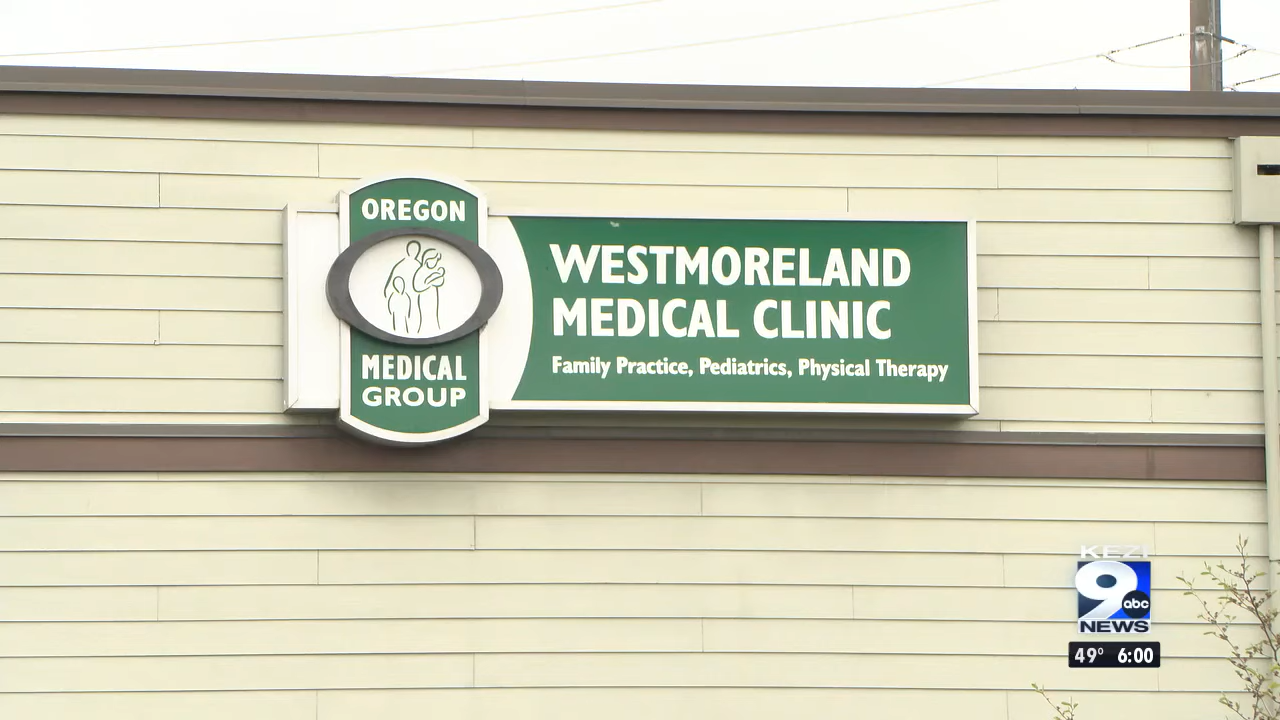 OREGON
MEDICAL
GROUP
WESTMORELAND
MEDICAL CLINIC
Family Practice, Pediatrics, Physical Therapy
KEZI
9
abc
NEWS
49° 6:00